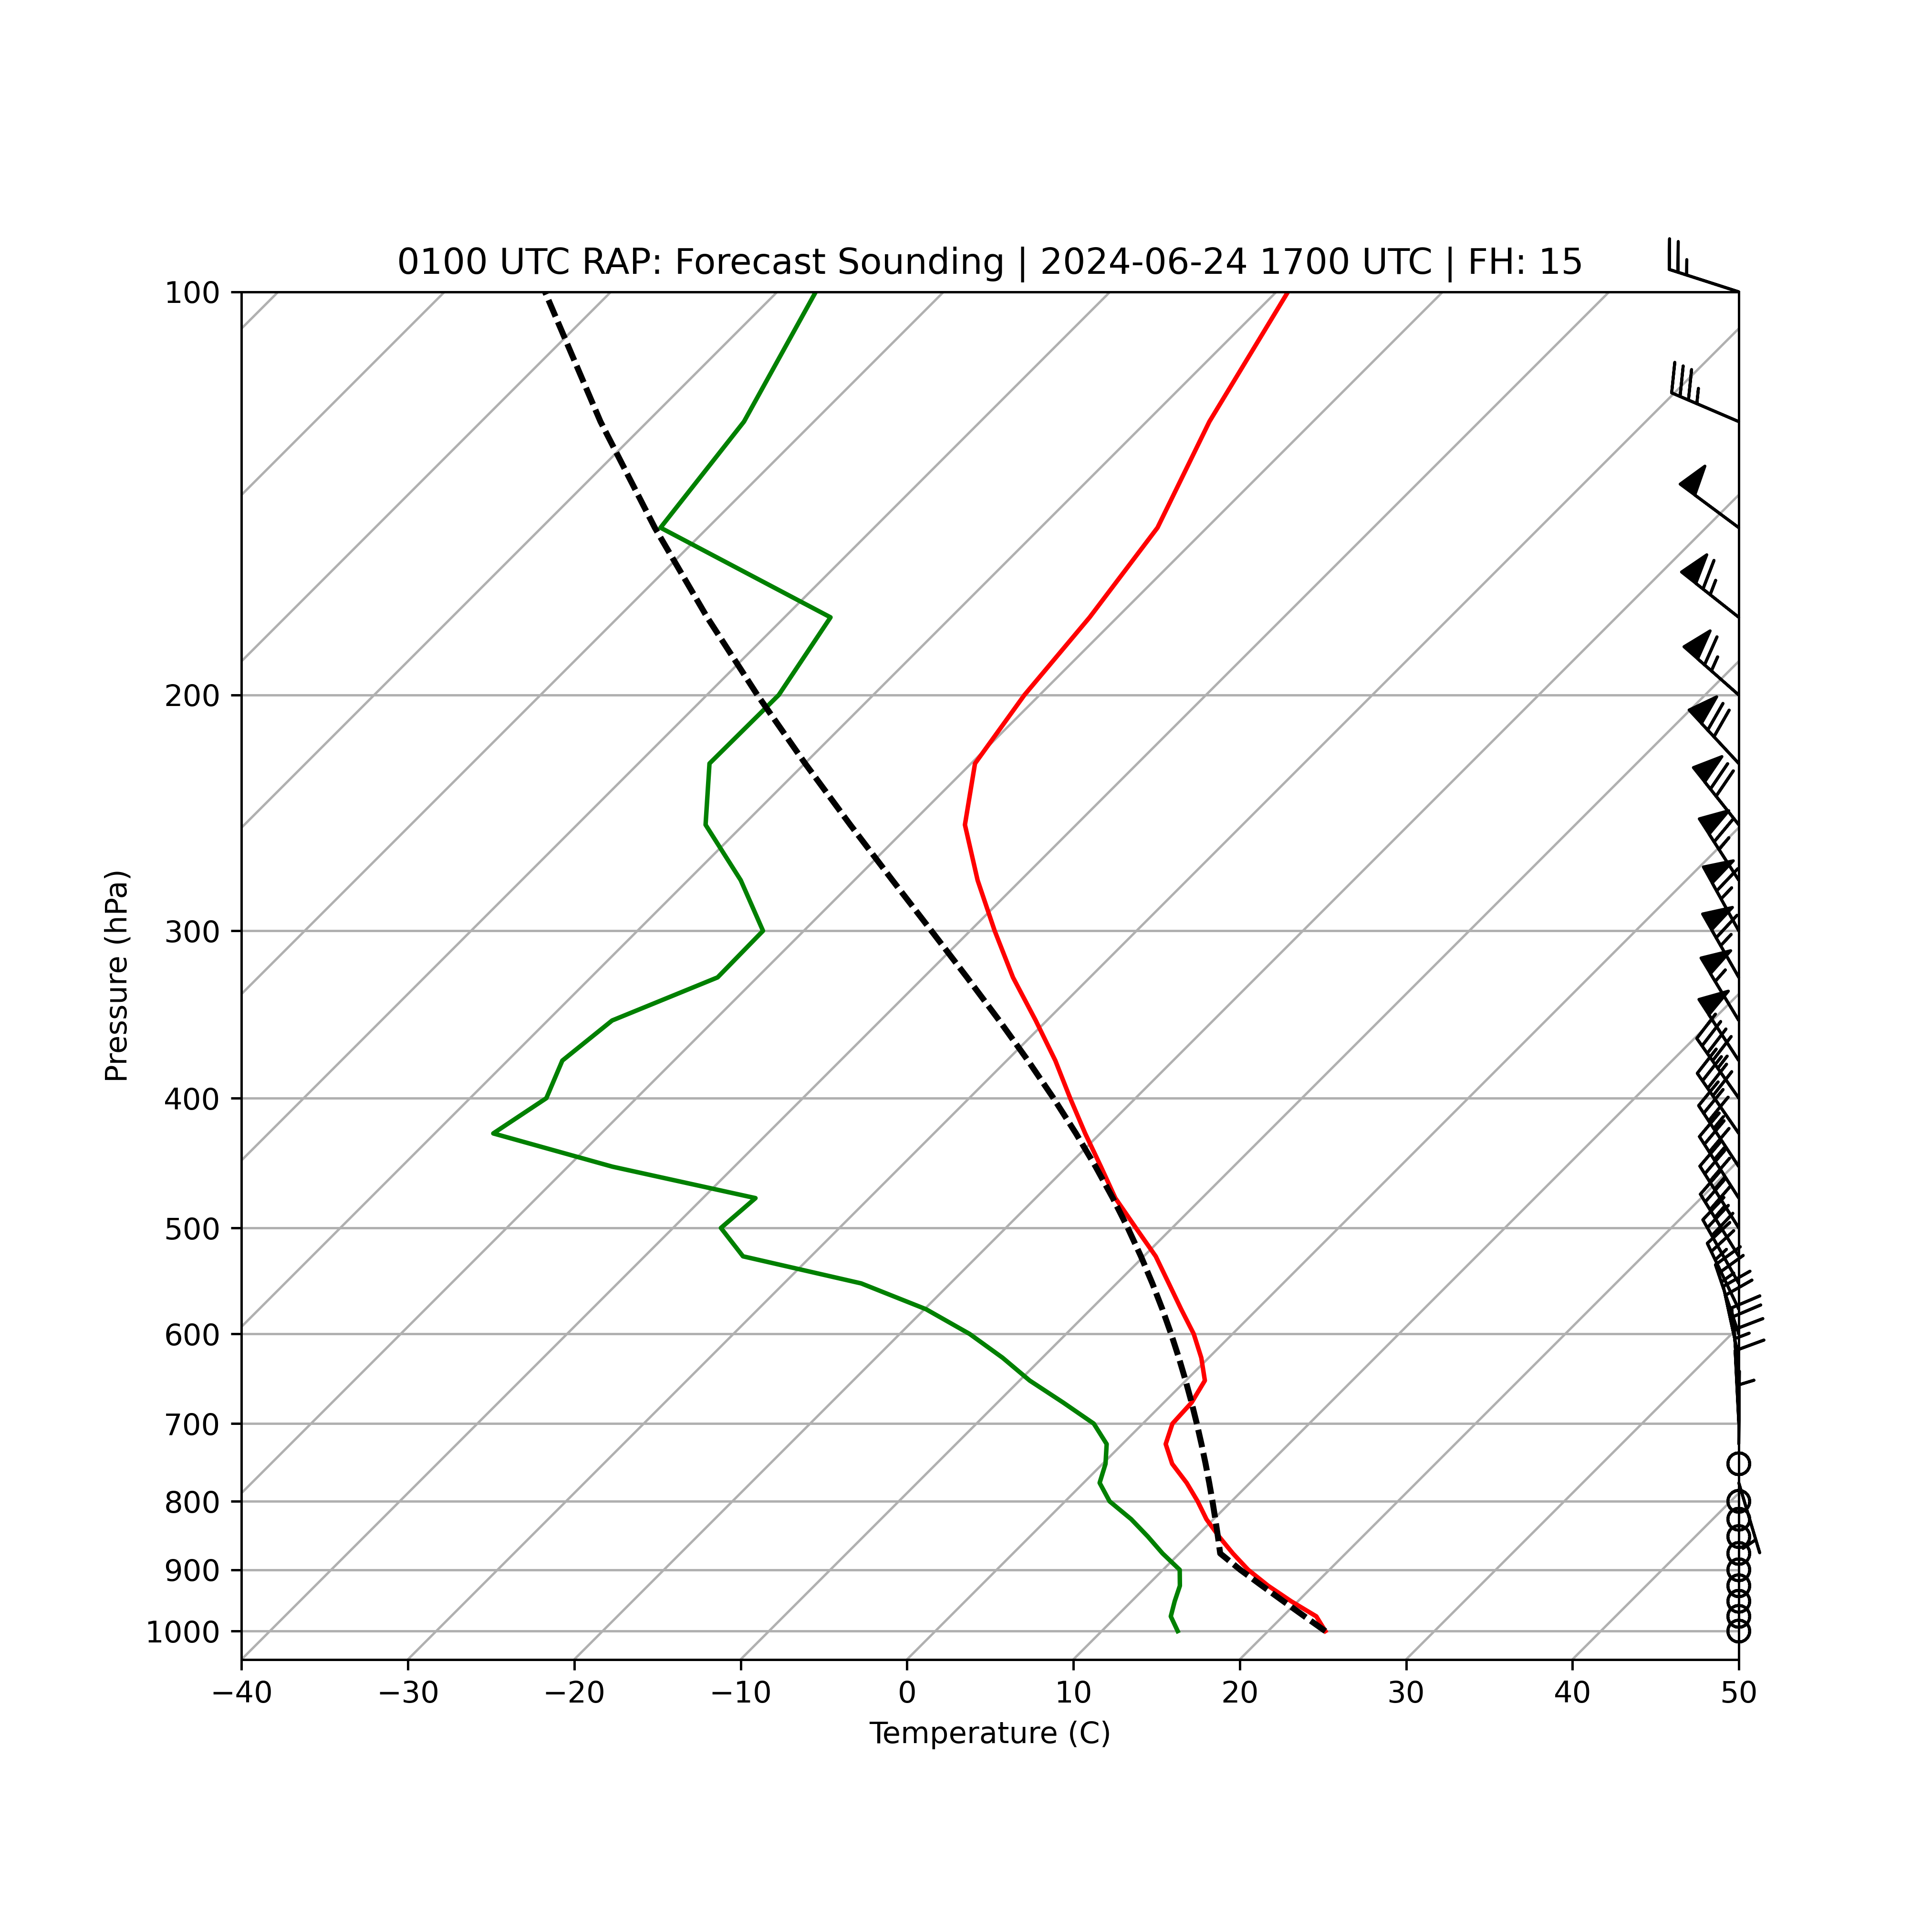 0100 UTC RAP: Forecast Sounding | 2024-06-24 1700 UTC | FH: 15
100
200
300
400
500
600
700
800
900
1000
Pressure (hPa)
−40 −30 −20 −10 0 10 20 30 40 50
Temperature (C)